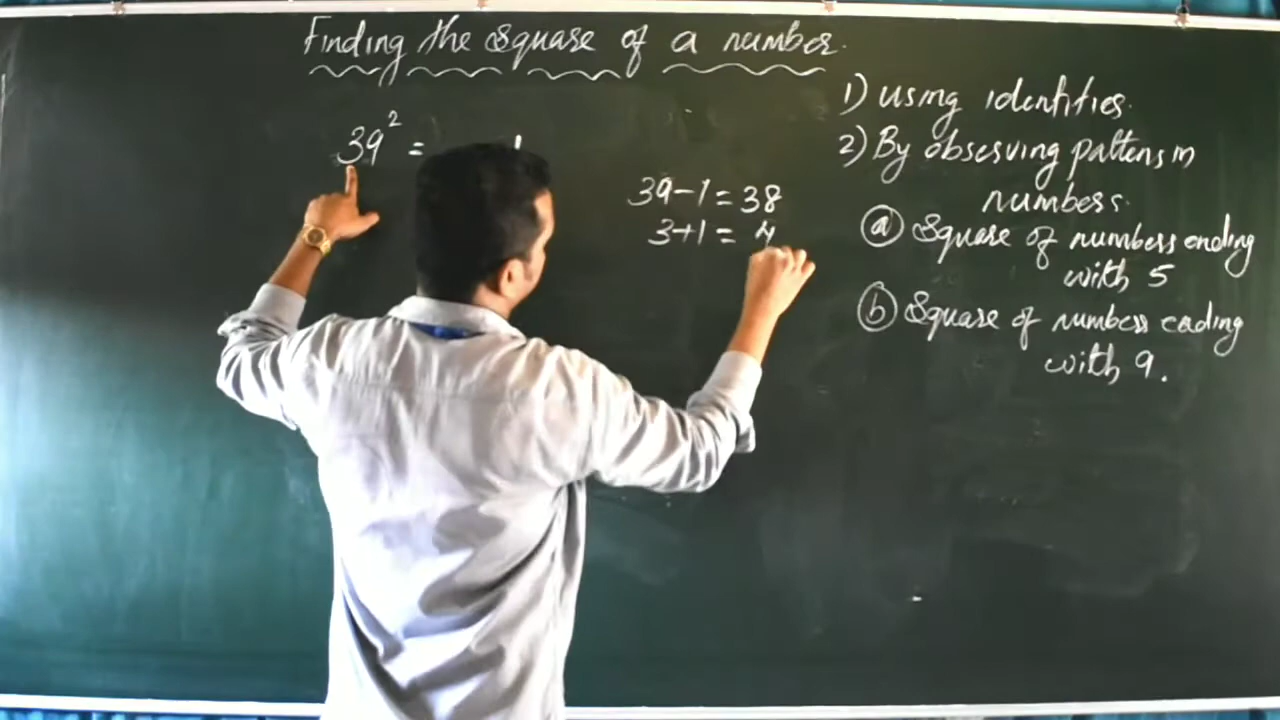 Finding the square of a number.
39² = 1
39-1=38
3+1= 4
1) using identities.
2) By observing patterns in
numbers.
(a) Square of numbers ending
with 5
(b) Square of numbers ending
with 9.